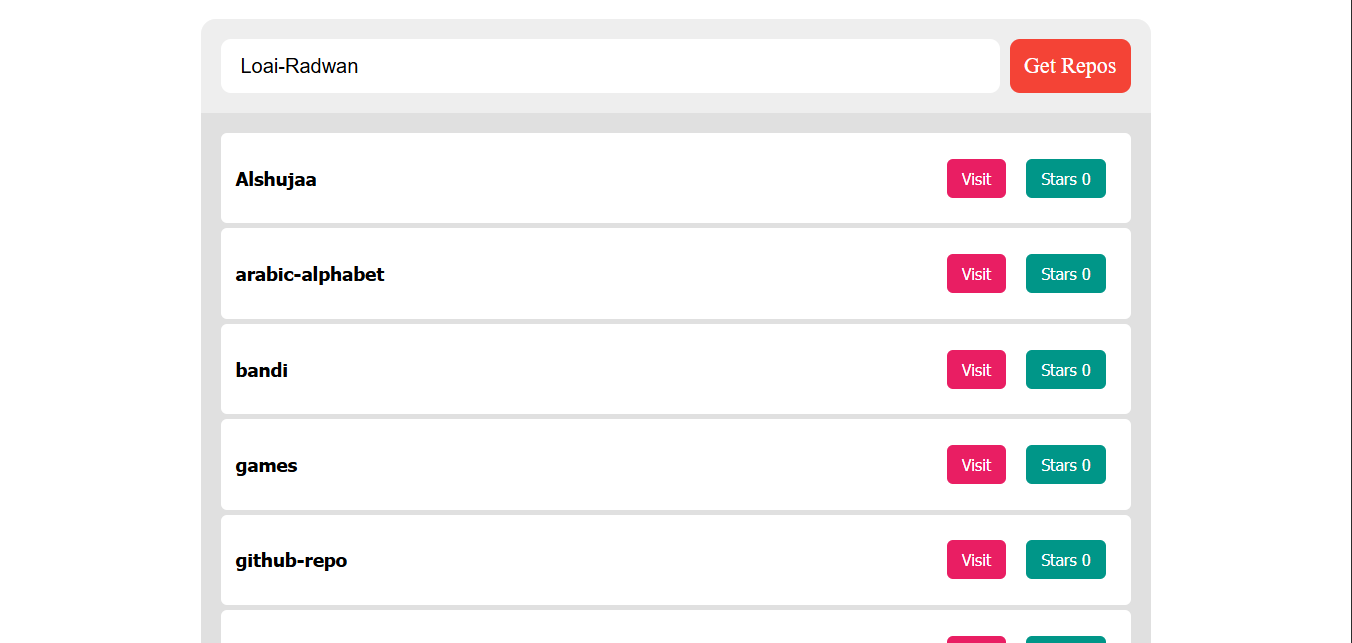 Loai-Radwan Get Repos
Alshujaa Visit Stars 0
arabic-alphabet Visit Stars 0
bandi Visit Stars 0
games Visit Stars 0
github-repo Visit Stars 0